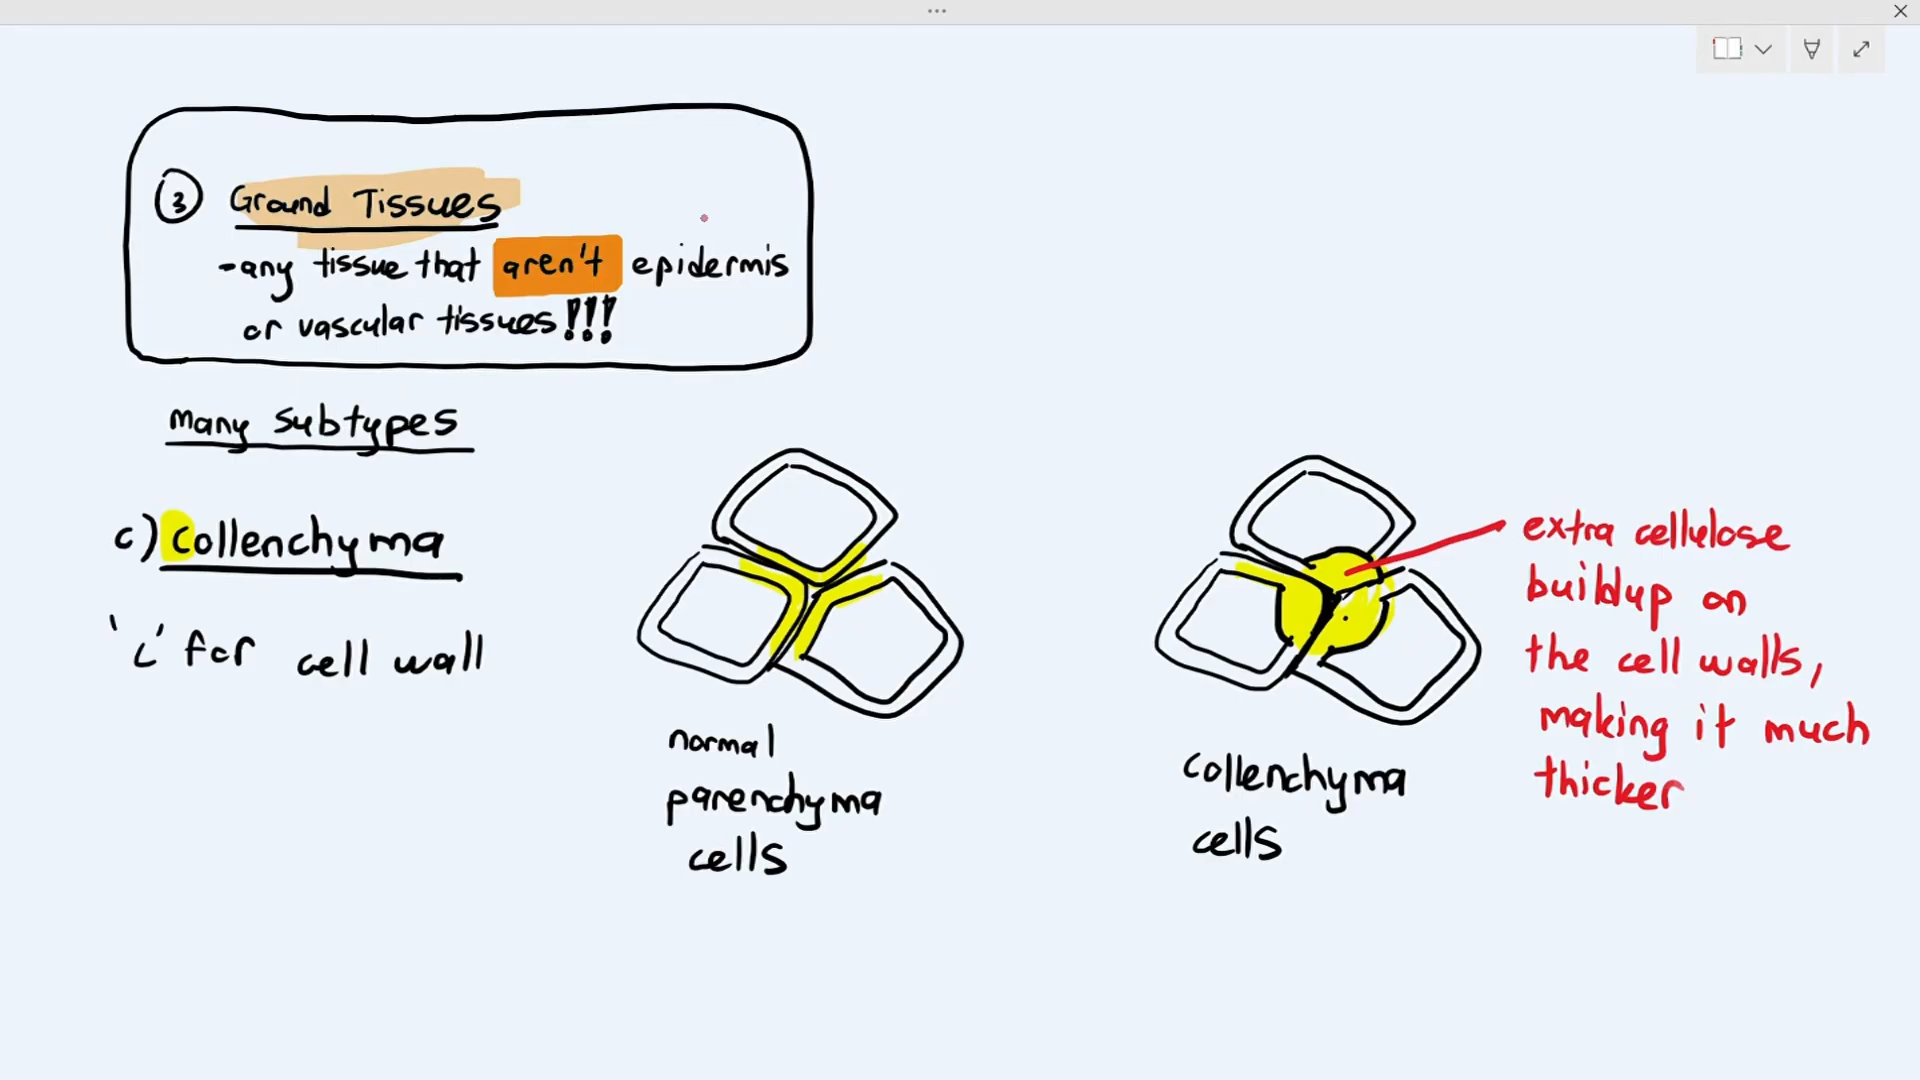 3 Ground Tissues
-any tissue that aren't epidermis
or vascular tissues!!!
Many Subtypes
c) Collenchyma
'C' for cell wall
normal
parenchyma
cells
Collenchyma
cells
extra cellulose
buildup on
the cell walls,
making it much
thicker